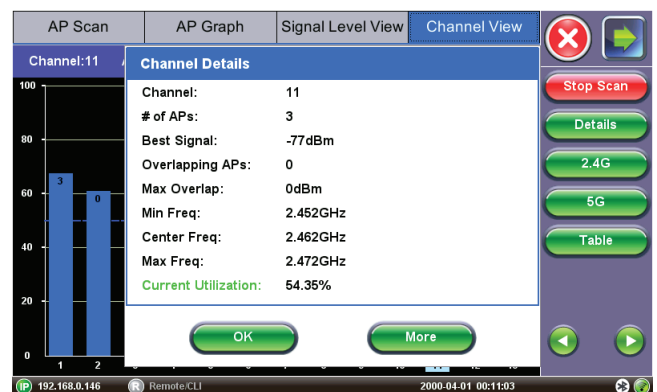 AP Scan
AP Graph
Signal Level View
Channel View
Channel:11
Channel Details
Channel: 11
# of APs: 3
Best Signal: -77dBm
Overlapping APs: 0
Max Overlap: 0dBm
Min Freq: 2.452GHz
Center Freq: 2.462GHz
Max Freq: 2.472GHz
Current Utilization: 54.35%
OK
More
100
80
60
40
20
0
3
0
1 2
Stop Scan
Details
2.4G
5G
Table
IP 192.168.0.146
R Remote/CLI
2000-04-01 00:11:03